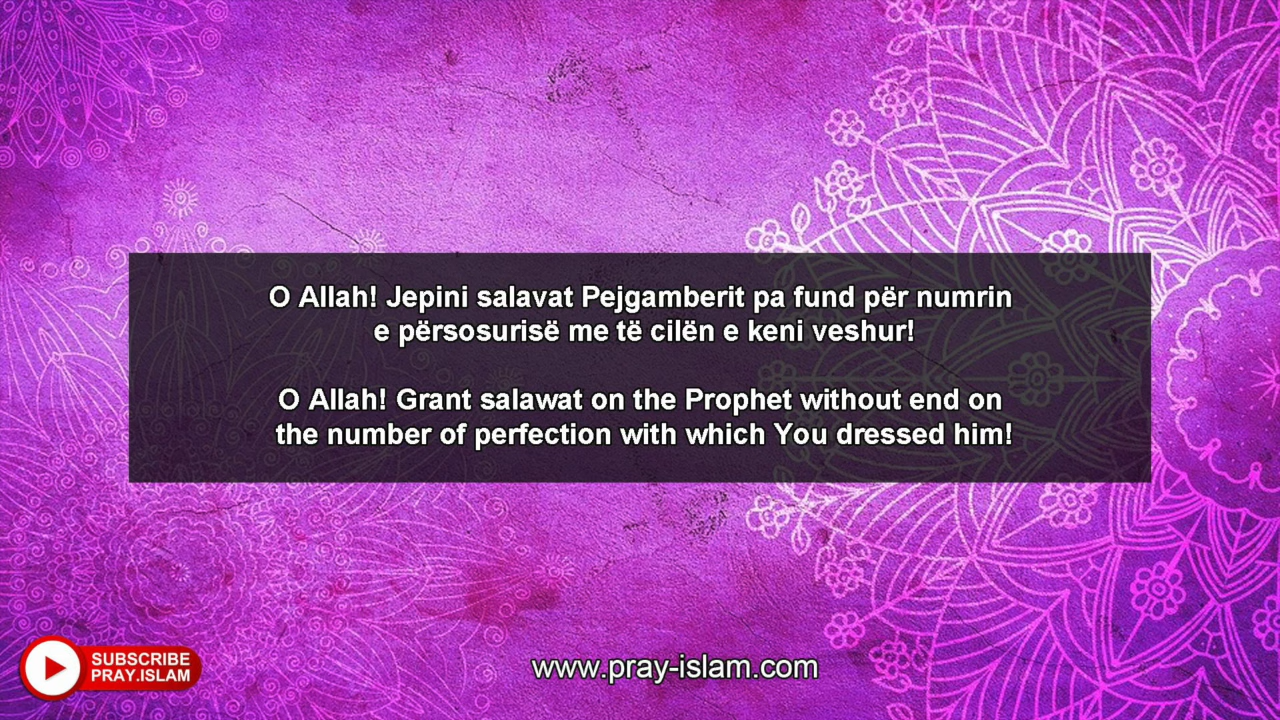 O Allah! Jepini salavat Pejgamberit pa fund për numrin
e përsosurisë me të cilën e keni veshur!
O Allah! Grant salawat on the Prophet without end on
the number of perfection with which You dressed him!
SUBSCRIBE
PRAY.ISLAM
www.pray-islam.com